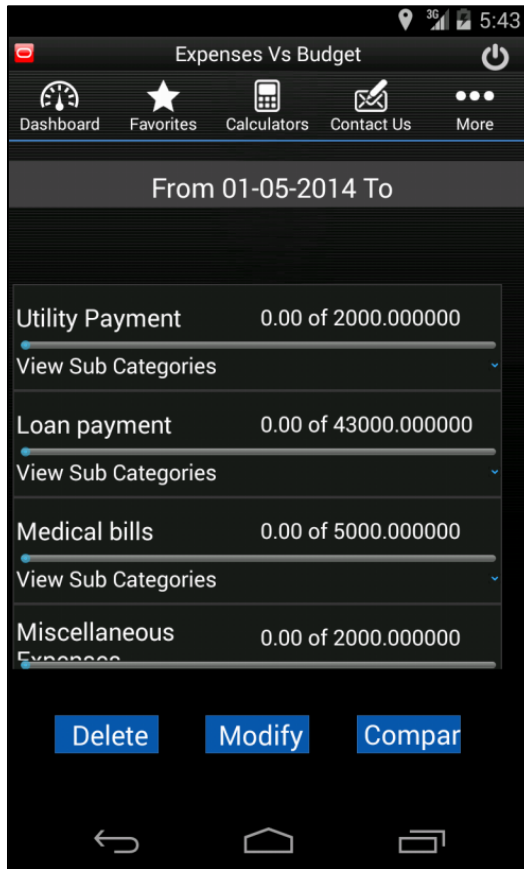 3G 5:43
Expenses Vs Budget
Dashboard Favorites Calculators Contact Us More
From 01-05-2014 To
Utility Payment 0.00 of 2000.000000
View Sub Categories
Loan payment 0.00 of 43000.000000
View Sub Categories
Medical bills 0.00 of 5000.000000
View Sub Categories
Miscellaneous 0.00 of 2000.000000
Expenses
Delete Modify Compar